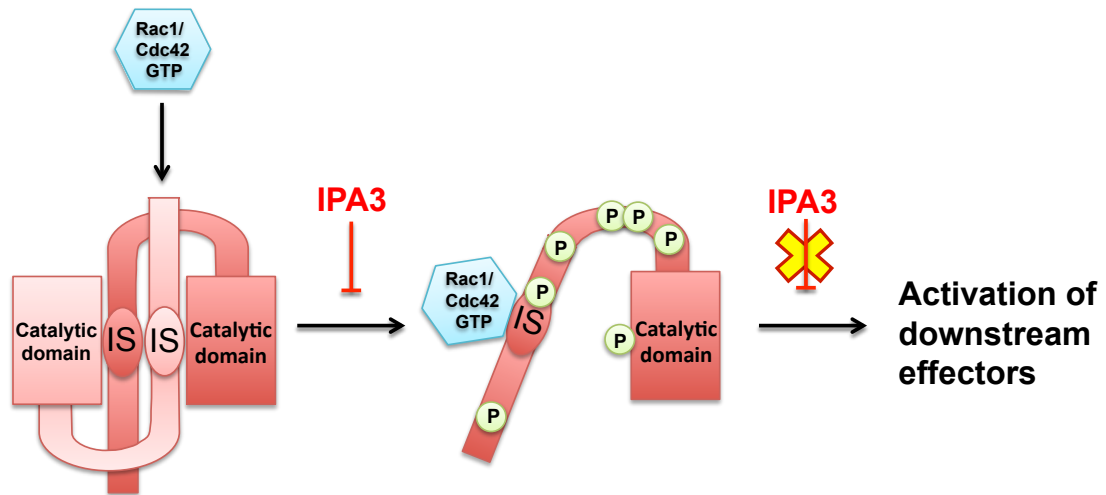 Rac1/
Cdc42
GTP
IPA3
IPA3
Catalytic
domain
IS
IS
Catalytic
domain
Rac1/
Cdc42
GTP
IS
P
P
P
P
P
P
P
Catalytic
domain
Activation of
downstream
effectors